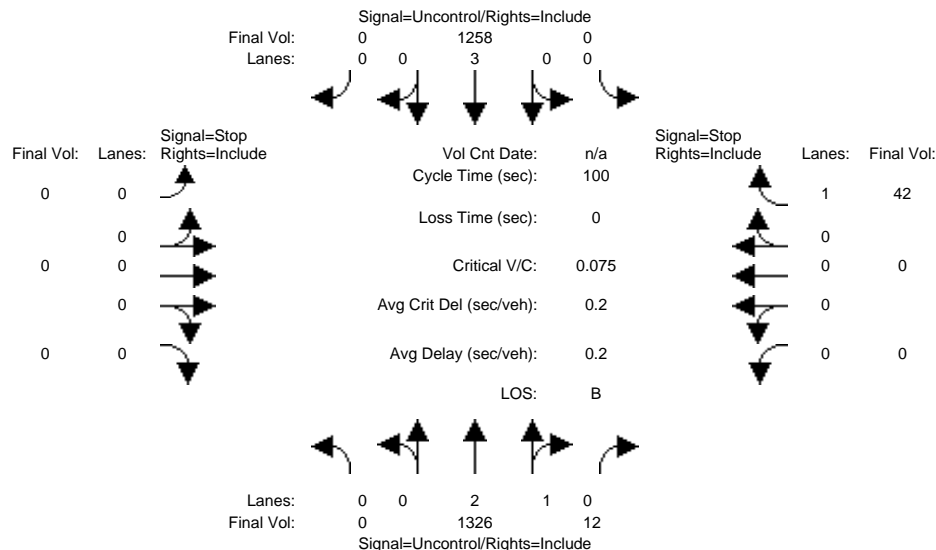 Signal=Uncontrol/Rights=Include
Final Vol: 0 1258 0
Lanes: 0 0 3 0 0
Signal=Stop Signal=Stop
Final Vol: Lanes: Rights=Include Vol Cnt Date: n/a Rights=Include Lanes: Final Vol:
Cycle Time (sec): 100
0 0 1 42
Loss Time (sec): 0
0 0
0 0 Critical V/C: 0.075 0 0
0 Avg Crit Del (sec/veh): 0.2 0
0 0 Avg Delay (sec/veh): 0.2 0 0
LOS: B
Lanes: 0 0 2 1 0
Final Vol: 0 1326 12
Signal=Uncontrol/Rights=Include